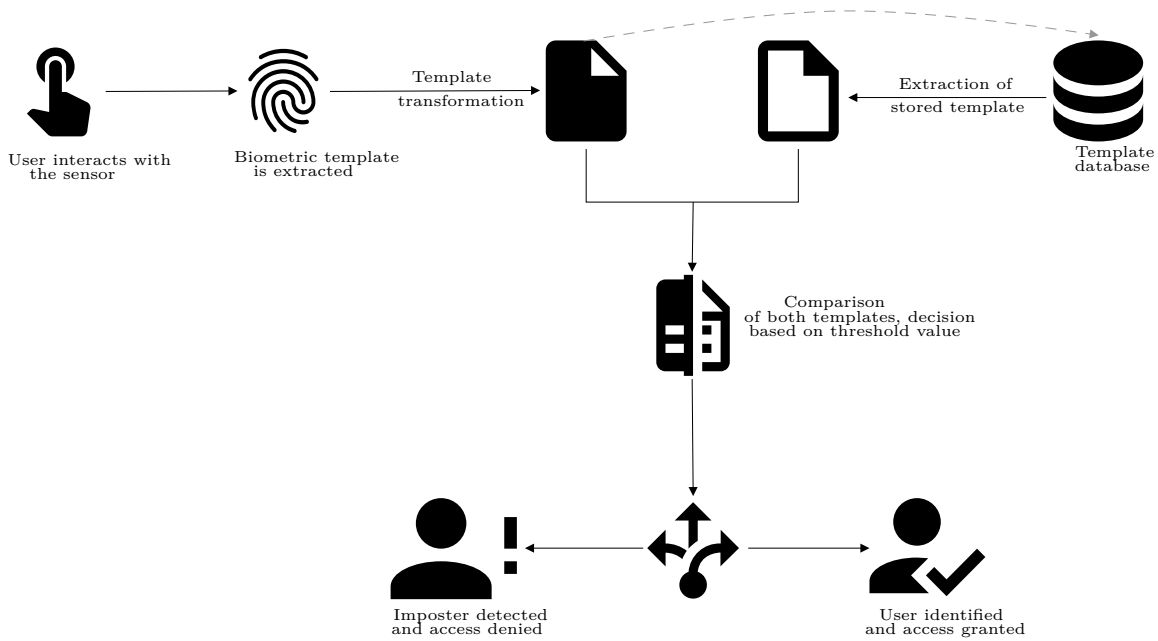 User interacts with
the sensor
Biometric template
is extracted
Template
transformation
Extraction of
stored template
Template
database
Comparison
of both templates, decision
based on threshold value
Imposter detected
and access denied
User identified
and access granted